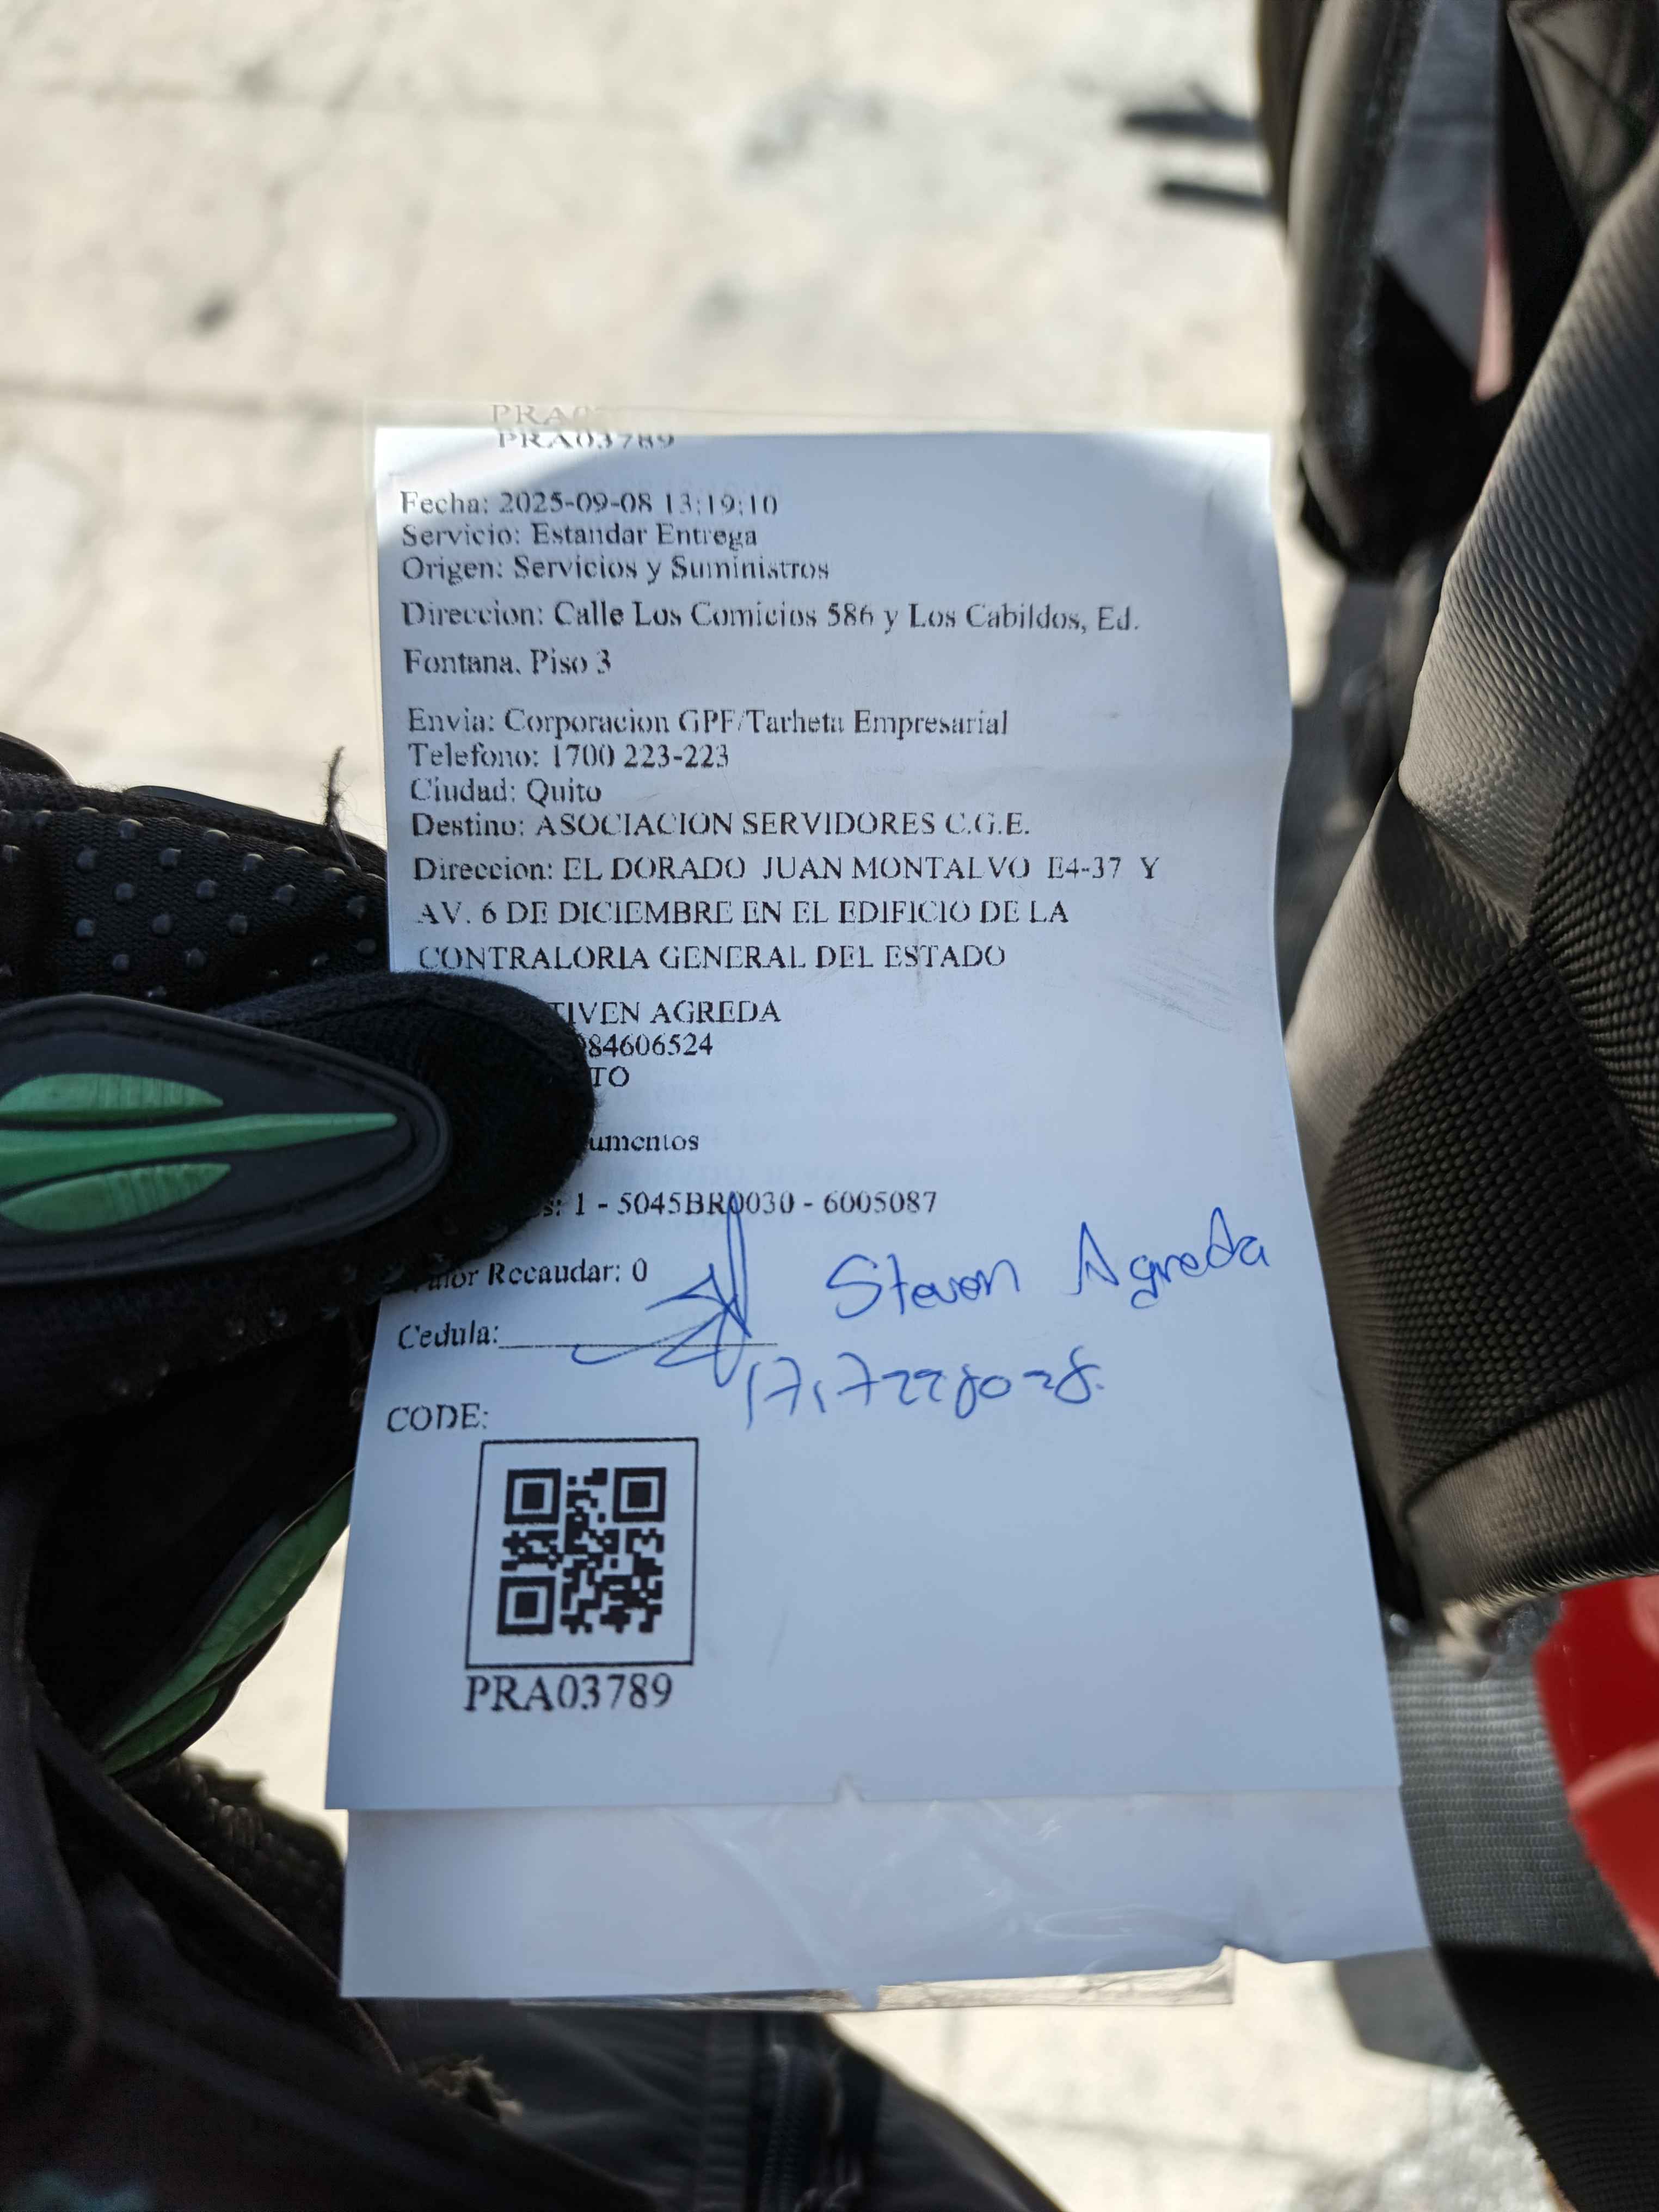 PRA03789
Fecha: 2025-09-08 13:19:10
Servicio: Estandar Entrega
Origen: Servicios y Suministros
Direccion: Calle Los Comicios 586 y Los Cabildos, Ed.
Fontana, Piso 3
Envia: Corporacion GPF/Tarheta Empresarial
Telefono: 1700 223-223
Ciudad: Quito
Destino: ASOCIACION SERVIDORES C.G.E.
Direccion: EL DORADO JUAN MONTALVO E4-37 Y
AV. 6 DE DICIEMBRE EN EL EDIFICIO DE LA
CONTRALORIA GENERAL DEL ESTADO
TIVEN AGREDA
84606524
TO
umentos
s: 1 - 5045BR0030 - 6005087
alor Recaudar: 0
Steven Agreda
Cedula:
CODE:
PRA03789